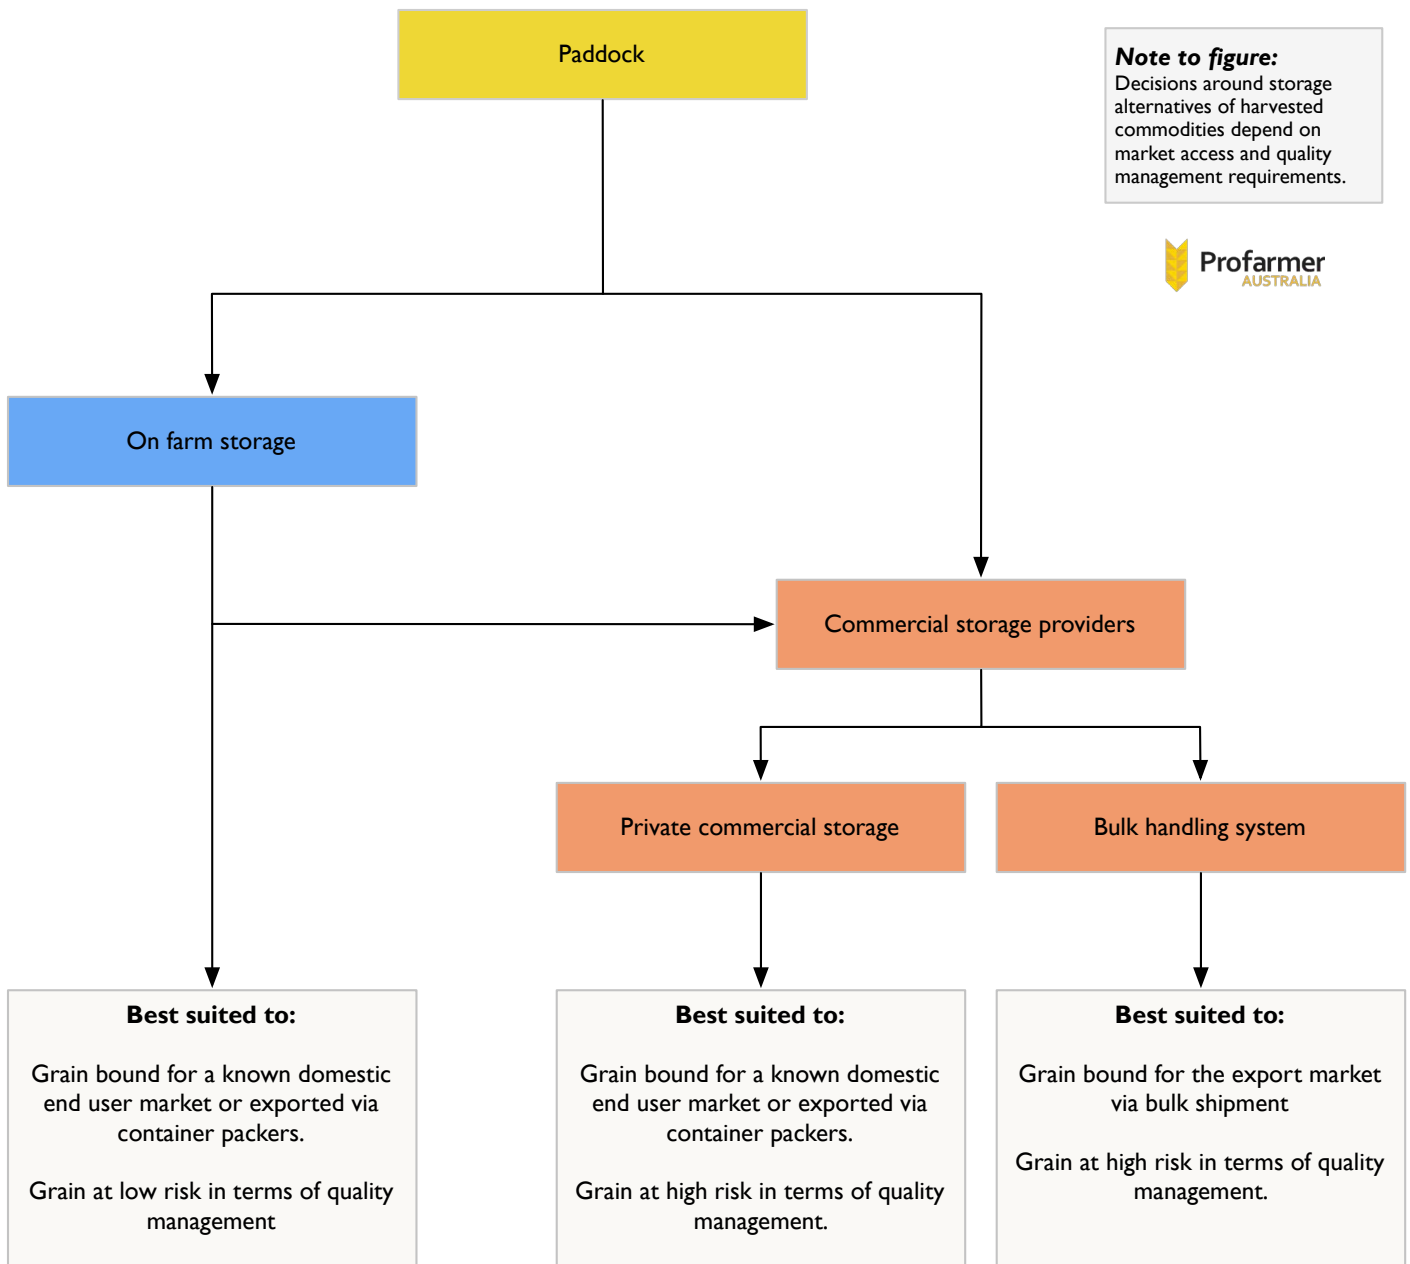 Paddock
Note to figure:
Decisions around storage
alternatives of harvested
commodities depend on
market access and quality
management requirements.
Profarmer
AUSTRALIA
On farm storage
Commercial storage providers
Private commercial storage
Bulk handling system
Best suited to:
Grain bound for a known domestic
end user market or exported via
container packers.
Grain at low risk in terms of quality
management
Best suited to:
Grain bound for a known domestic
end user market or exported via
container packers.
Grain at high risk in terms of quality
management.
Best suited to:
Grain bound for the export market
via bulk shipment
Grain at high risk in terms of quality
management.